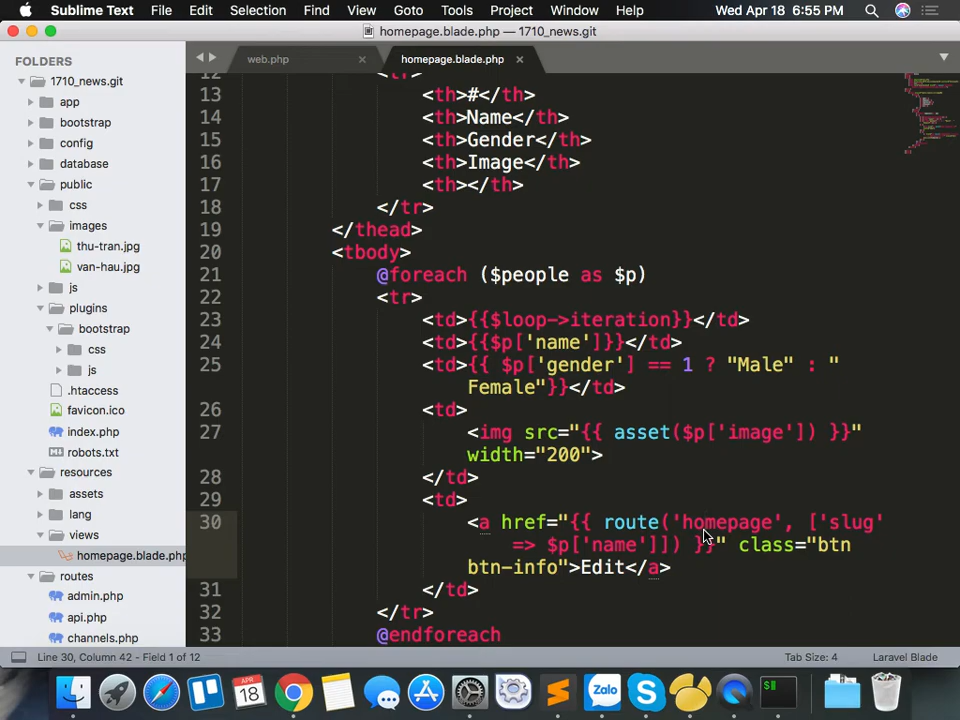 Sublime Text File Edit Selection Find View Goto Tools Project Window Help Wed Apr 18 6:55 PM
homepage.blade.php — 1710_news.git
FOLDERS
1710_news.git
app
bootstrap
config
database
public
css
images
thu-tran.jpg
van-hau.jpg
js
plugins
bootstrap
css
js
.htaccess
favicon.ico
index.php
robots.txt
resources
assets
lang
views
homepage.blade.php
routes
admin.php
api.php
channels.php
web.php homepage.blade.php
12 <tr>
13 <th>#</th>
14 <th>Name</th>
15 <th>Gender</th>
16 <th>Image</th>
17 <th></th>
18 </tr>
19 </thead>
20 <tbody>
21 @foreach ($people as $p)
22 <tr>
23 <td>{{$loop->iteration}}</td>
24 <td>{{$p['name']}}</td>
25 <td>{{ $p['gender'] == 1 ? "Male" : "
Female"}}</td>
26 <td>
27 <img src="{{ asset($p['image']) }}"
width="200">
28 </td>
29 <td>
30 <a href="{{ route('homepage', ['slug'
=> $p['name']]) }}" class="btn
btn-info">Edit</a>
31 </td>
32 </tr>
33 @endforeach
Line 30, Column 42 - Field 1 of 12 Tab Size: 4 Laravel Blade
APR
18
Zalo